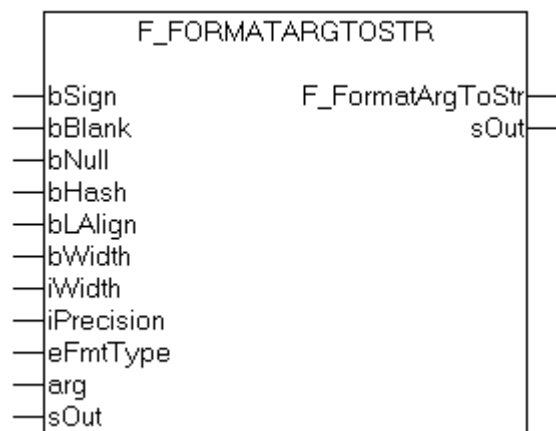 F_FORMATARGTOSTR
bSign F_FormatArgToStr
bBlank sOut
bNull
bHash
bLAlign
bWidth
iWidth
iPrecision
eFmtType
arg
sOut